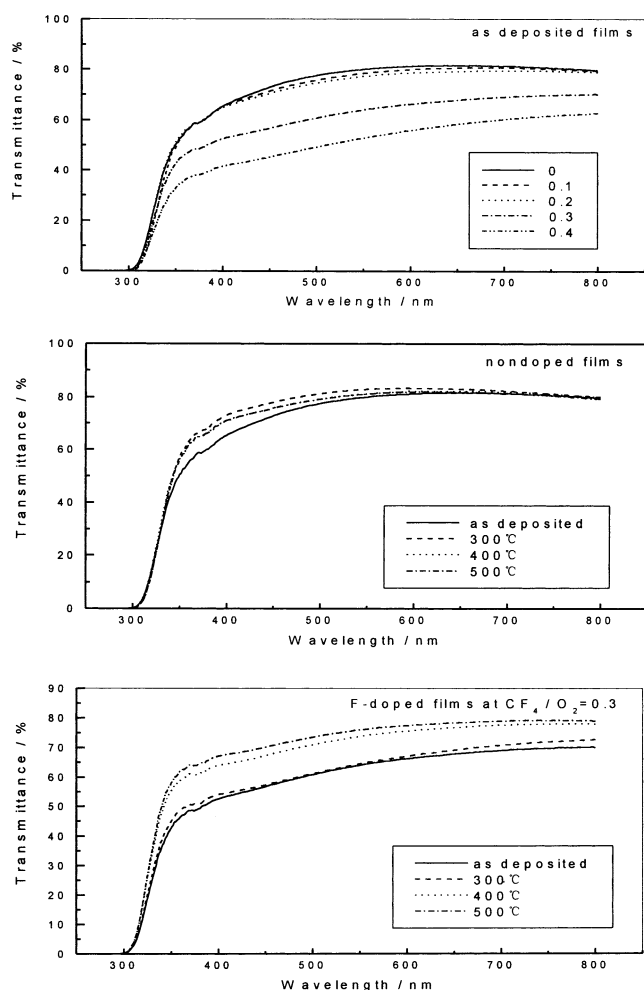 as deposited films
Transmittance / %
100
80
60
40
20
0
0
0.1
0.2
0.3
0.4
300 400 500 600 700 800
Wavelength / nm
nondoped films
Transmittance / %
100
80
60
40
20
0
as deposited
300℃
400℃
500℃
300 400 500 600 700 800
Wavelength / nm
F-doped films at CF₄ / O₂=0.3
Transmittance / %
90
80
70
60
50
40
30
20
10
0
as deposited
300℃
400℃
500℃
300 400 500 600 700 800
Wavelength / nm